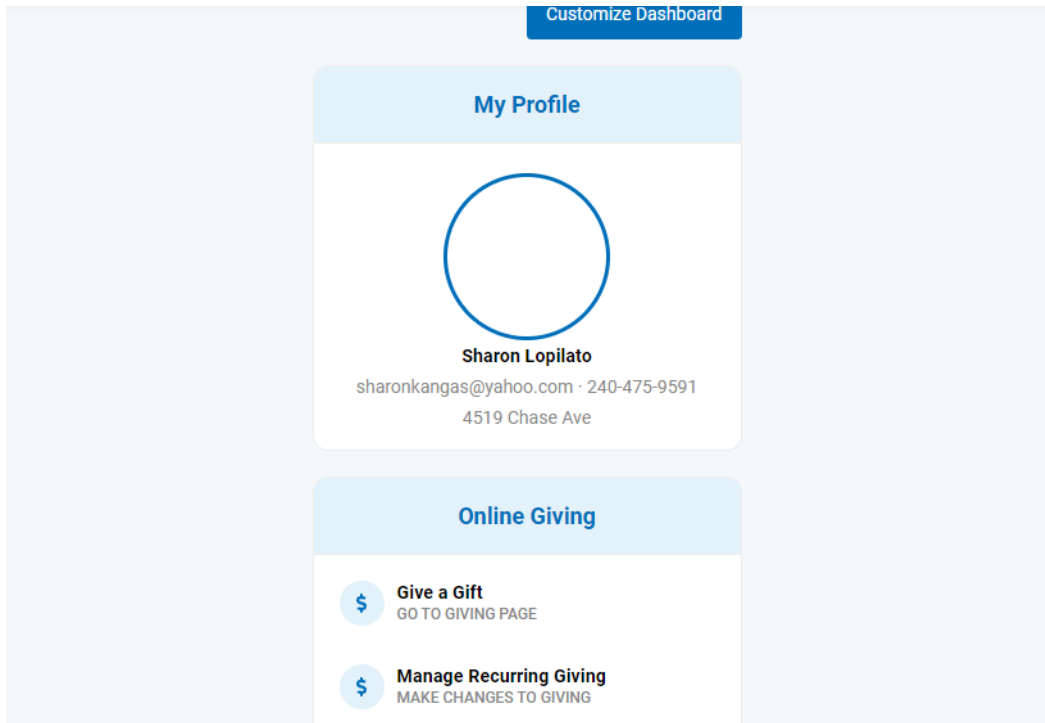 Customize Dashboard
My Profile
Sharon Lopilato
sharonkangas@yahoo.com · 240-475-9591
4519 Chase Ave
Online Giving
$
Give a Gift
GO TO GIVING PAGE
$
Manage Recurring Giving
MAKE CHANGES TO GIVING